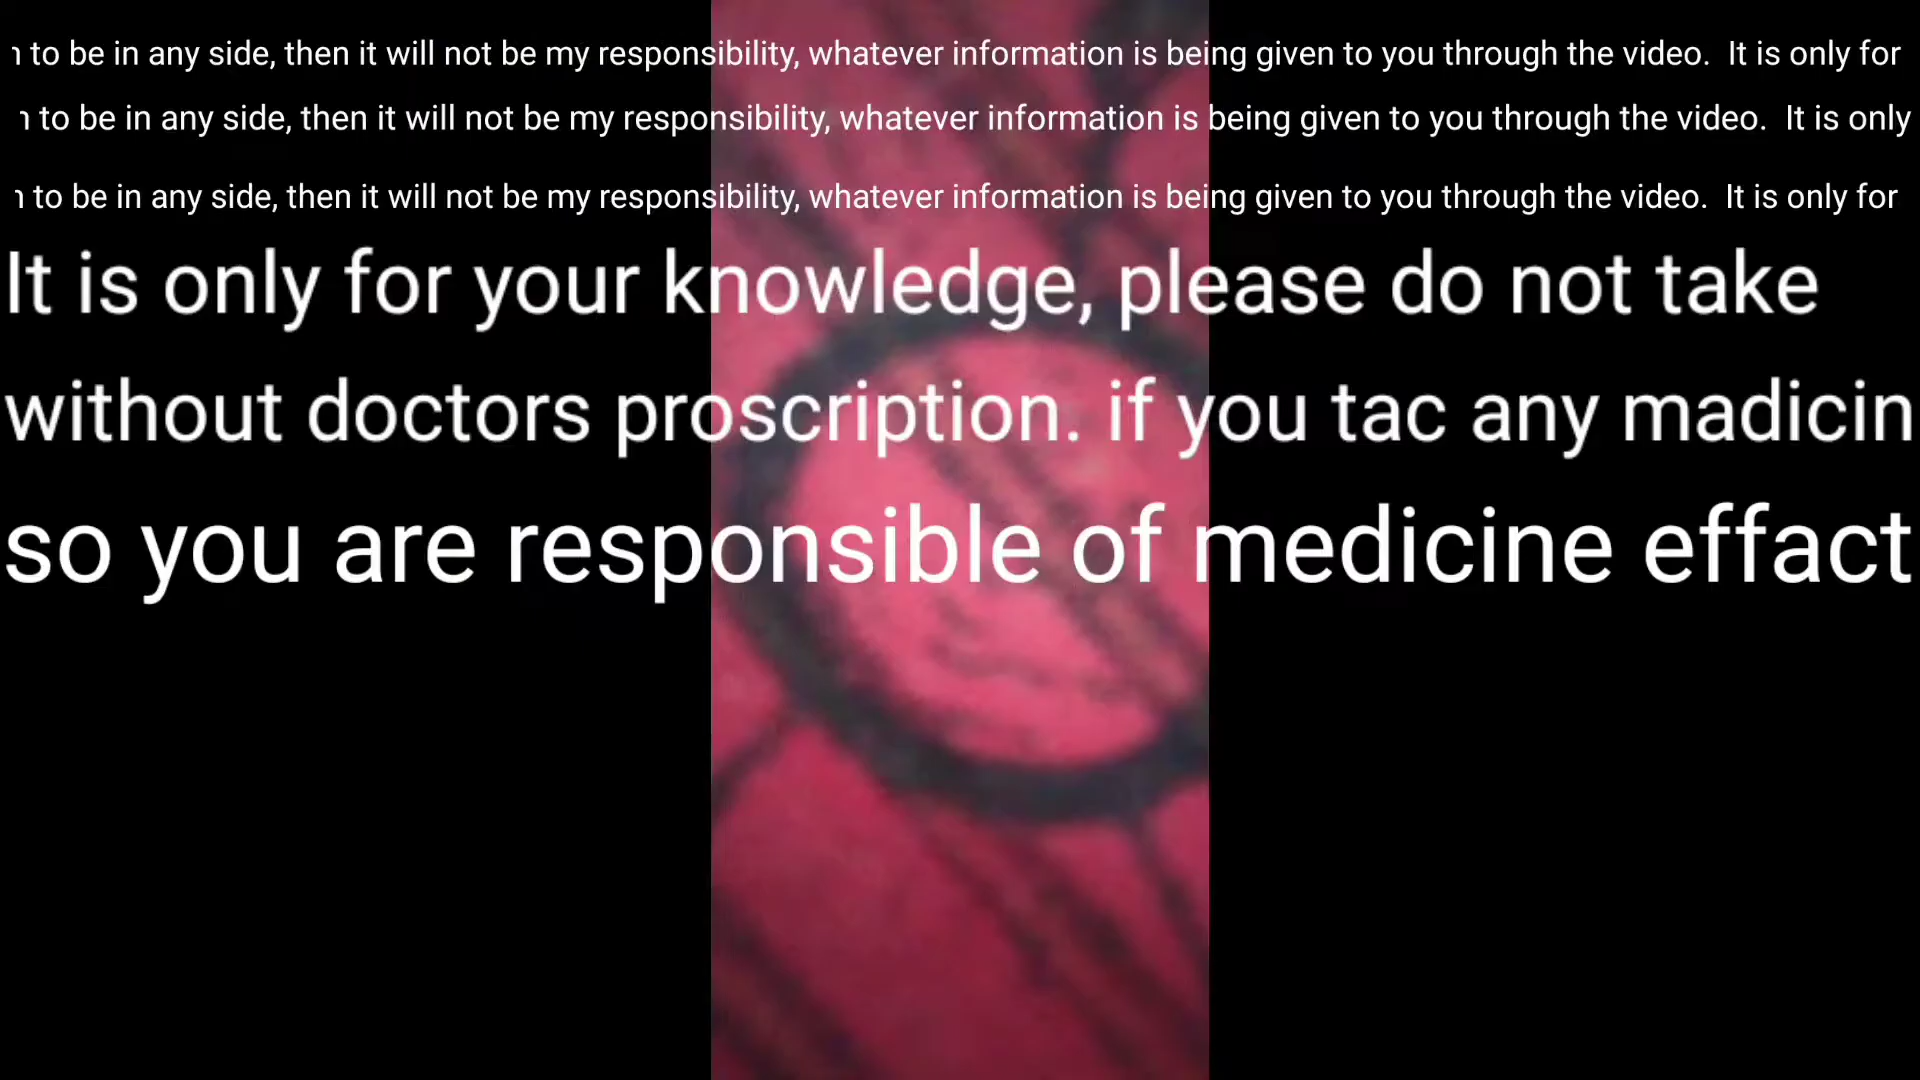 to be in any side, then it will not be my responsibility, whatever information is being given to you through the video. It is only for
to be in any side, then it will not be my responsibility, whatever information is being given to you through the video. It is only
to be in any side, then it will not be my responsibility, whatever information is being given to you through the video. It is only for
It is only for your knowledge, please do not take
without doctors proscription. if you tac any madicin
so you are responsible of medicine effact